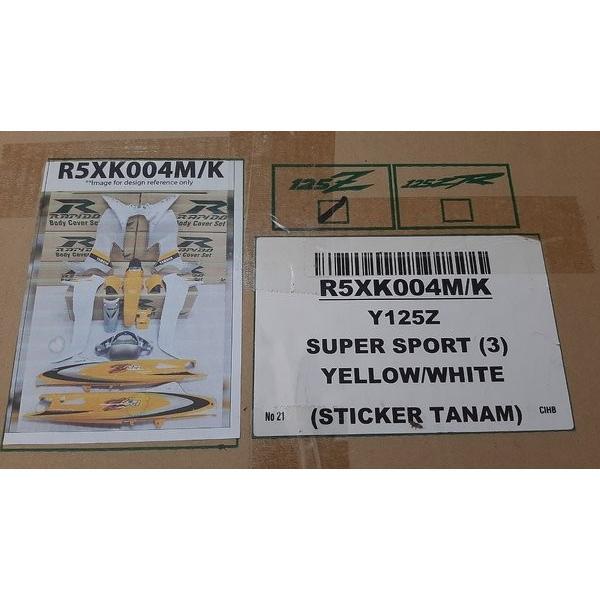 R5XK004M/K
**Image for design reference only
RAPIDO
Body Cover Set
RAPIDO
Body Cover Set
125Z
125ZR
R5XK004M/K
Y125Z
SUPER SPORT (3)
YELLOW/WHITE
No 21
(STICKER TANAM)
CIHB